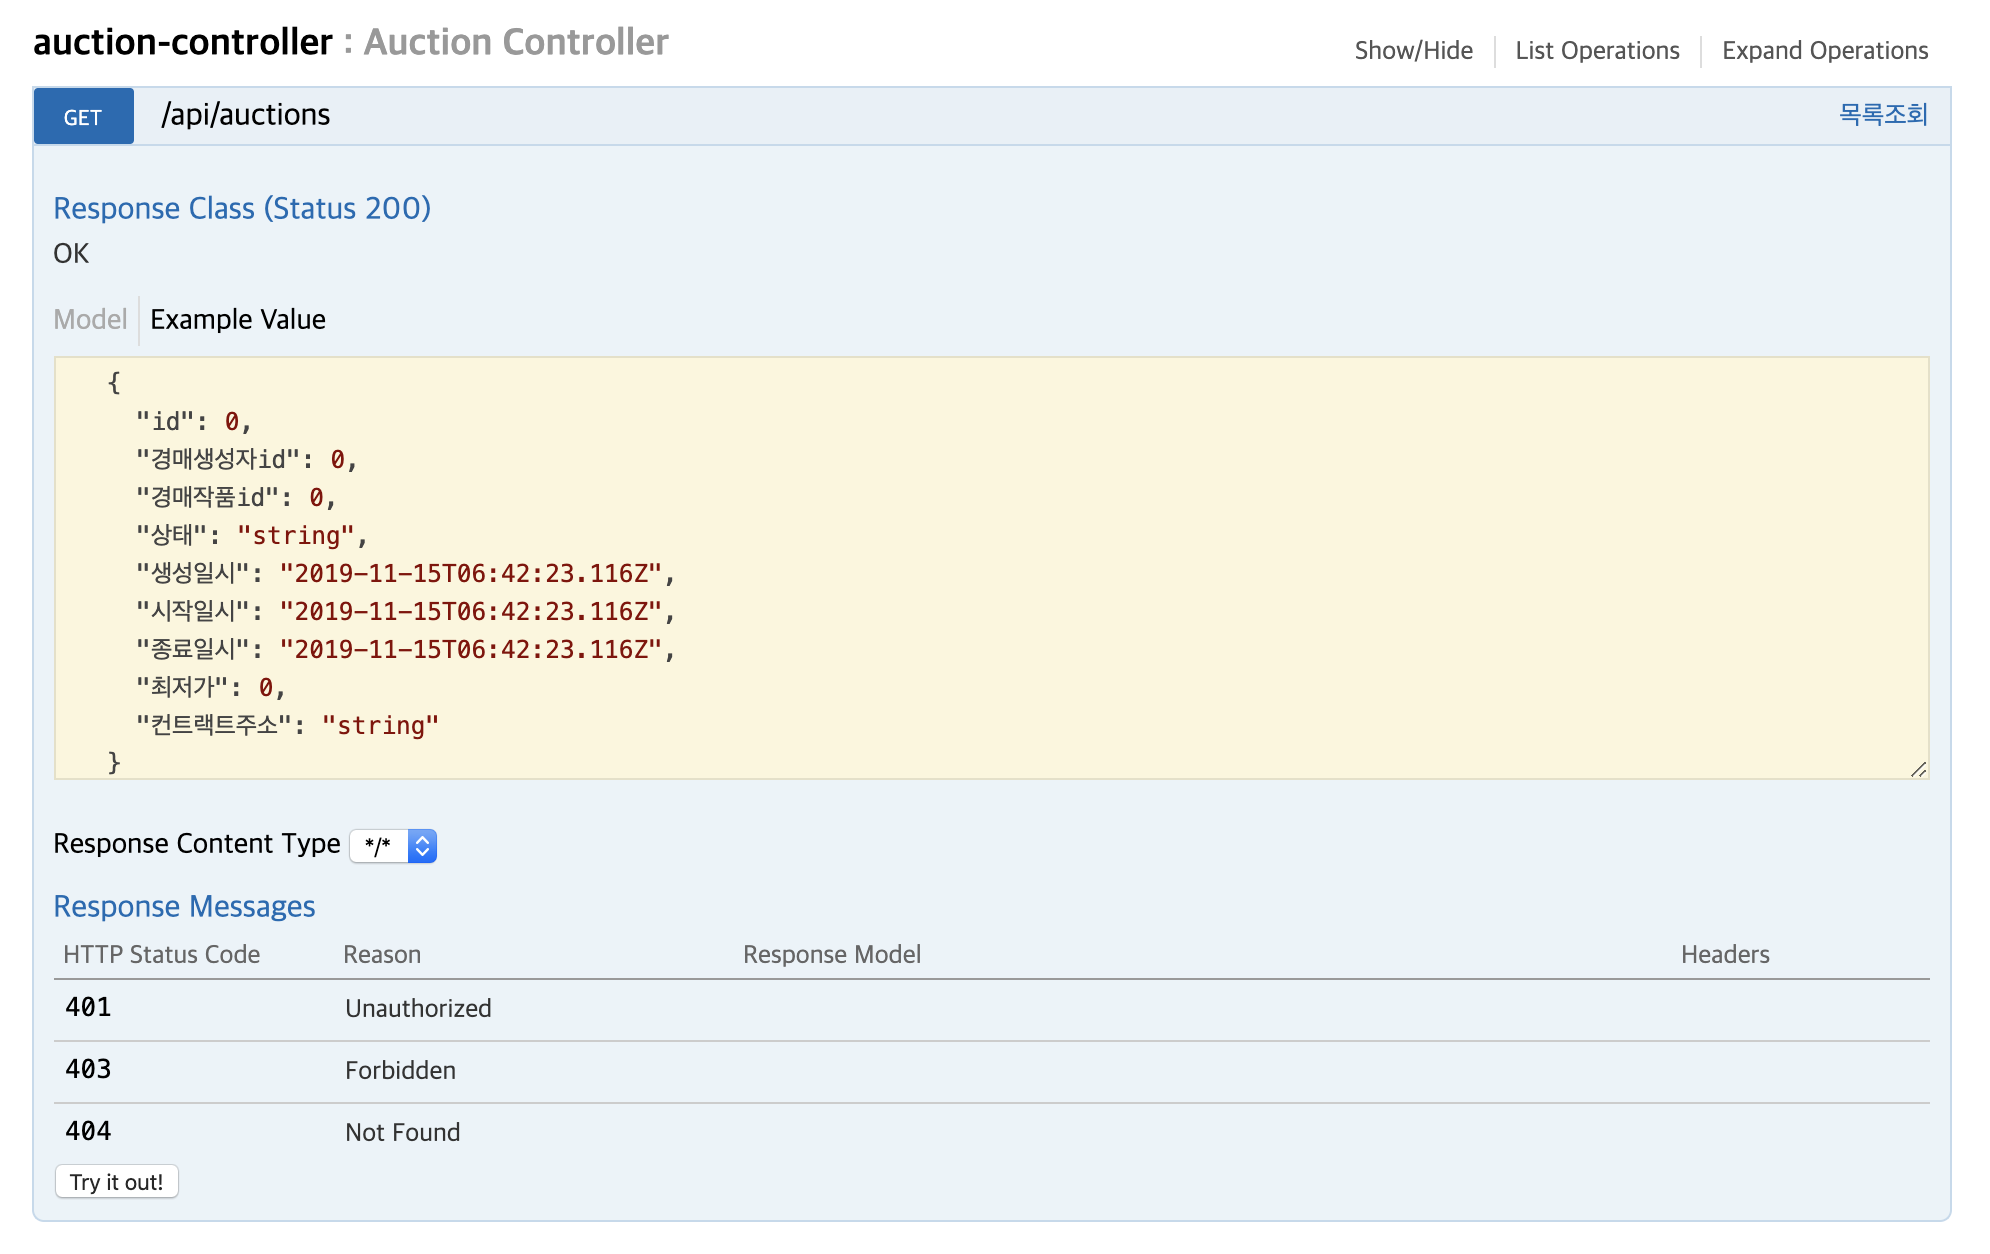 auction-controller : Auction Controller
Show/Hide
List Operations
Expand Operations
GET
/api/auctions
목록조회
Response Class (Status 200)
OK
Model
Example Value
{
"id": 0,
"경매생성자id": 0,
"경매작품id": 0,
"상태": "string",
"생성일시": "2019-11-15T06:42:23.116Z",
"시작일시": "2019-11-15T06:42:23.116Z",
"종료일시": "2019-11-15T06:42:23.116Z",
"최저가": 0,
"컨트랙트주소": "string"
}
Response Content Type */*
Response Messages
HTTP Status Code Reason Response Model Headers
401 Unauthorized
403 Forbidden
404 Not Found
Try it out!